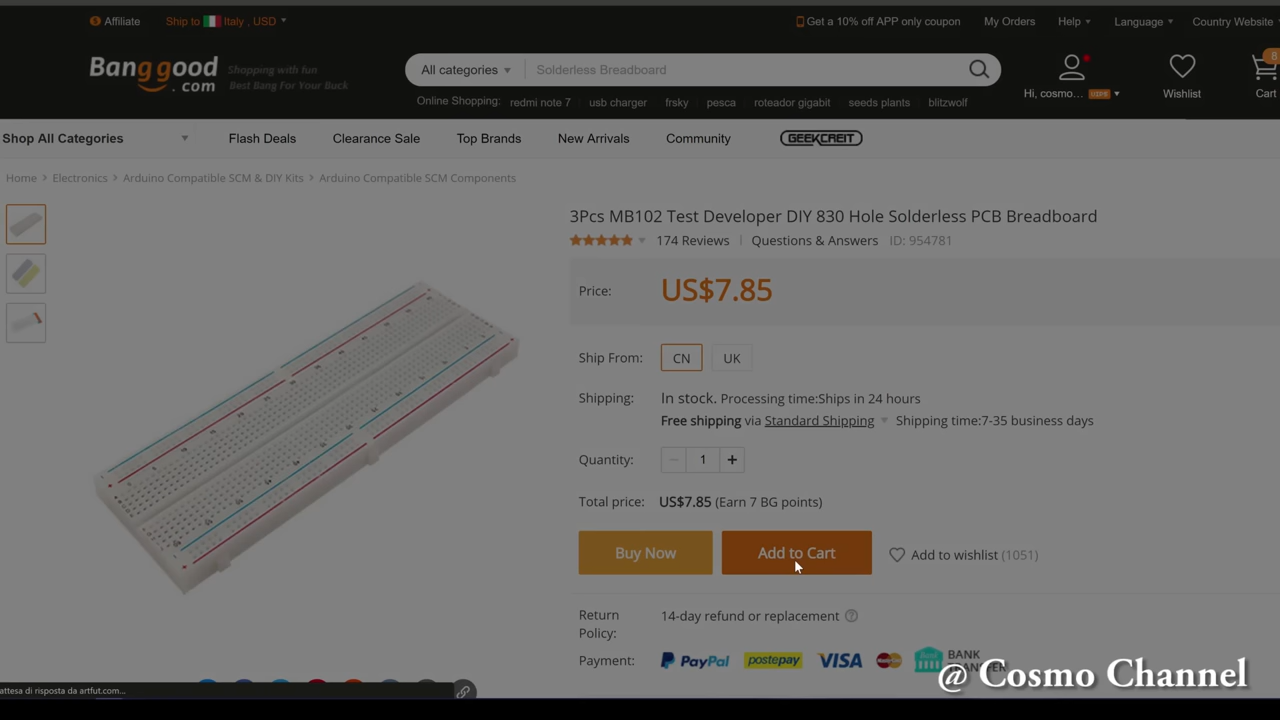 Affiliate Ship to Italy , USD Get a 10% off APP only coupon My Orders Help Language Country Website
Bang good .com
Shopping with fun
Best Bang For Your Buck
All categories Solderless Breadboard
Hi, cosmo... Wishlist Cart
Online Shopping: redmi note 7 usb charger frsky pesca roteador gigabit seeds plants blitzwolf
Shop All Categories Flash Deals Clearance Sale Top Brands New Arrivals Community GEEKCREIT
Home > Electronics > Arduino Compatible SCM & DIY Kits > Arduino Compatible SCM Components
3Pcs MB102 Test Developer DIY 830 Hole Solderless PCB Breadboard
174 Reviews Questions & Answers ID: 954781
Price: US$7.85
Ship From: CN UK
Shipping: In stock. Processing time:Ships in 24 hours
Free shipping via Standard Shipping Shipping time:7-35 business days
Quantity: 1
Total price: US$7.85 (Earn 7 BG points)
Buy Now Add to Cart Add to wishlist (1051)
Return Policy: 14-day refund or replacement
Payment: PayPal postepay VISA BANK
@ Cosmo Channel
attesa di risposta da artfut.com...